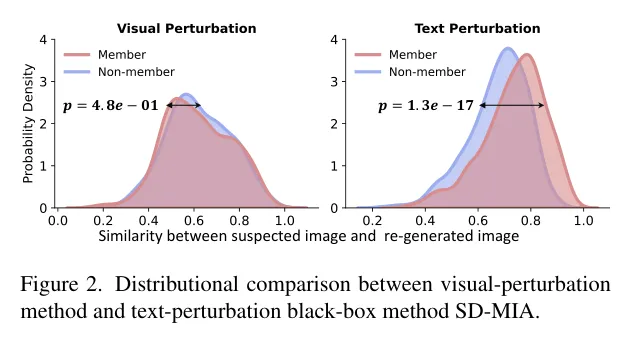 Visual Perturbation
Text Perturbation
Probability Density
4
3
2
1
0
Member
Non-member
p = 4.8e − 01
0.0 0.2 0.4 0.6 0.8 1.0
4
3
2
1
0
Member
Non-member
p = 1.3e − 17
0.2 0.4 0.6 0.8 1.0
Similarity between suspected image and re-generated image
Figure 2. Distributional comparison between visual-perturbation
method and text-perturbation black-box method SD-MIA.